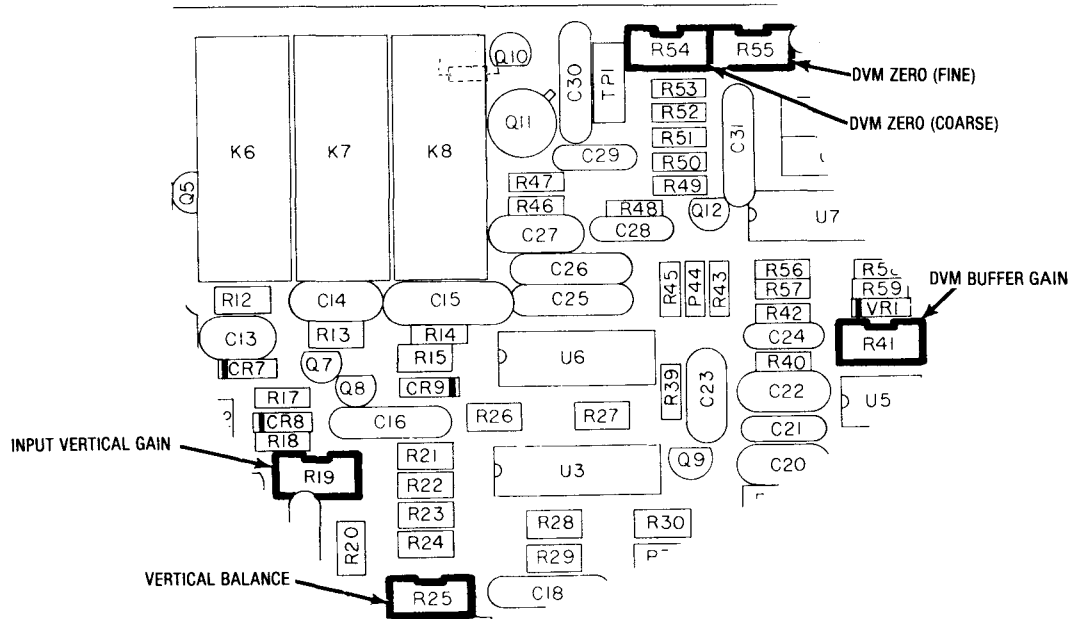 R54 R55
Q10
DVM ZERO (FINE)
C30
TP1
R53
R52
DVM ZERO (COARSE)
Q11
R51
C31
K6 K7 K8
C29
R50
R49
R47
Q5
R46
R48
Q12
U7
C27
C28
C26
R45
P44
R43
R56
R57
R59
DVM BUFFER GAIN
R12
C14
C15
C25
VR1
R42
C13
R13
R14
C24
R41
R15
U6
R40
CR7
Q7
Q8
CR9
R39
C23
C22
U5
R17
R26
R27
CR8
C16
C21
R18
INPUT VERTICAL GAIN
R21
U3
Q9
C20
R19
R22
R23
R28
R30
R20
R24
R29
VERTICAL BALANCE
R25
C18